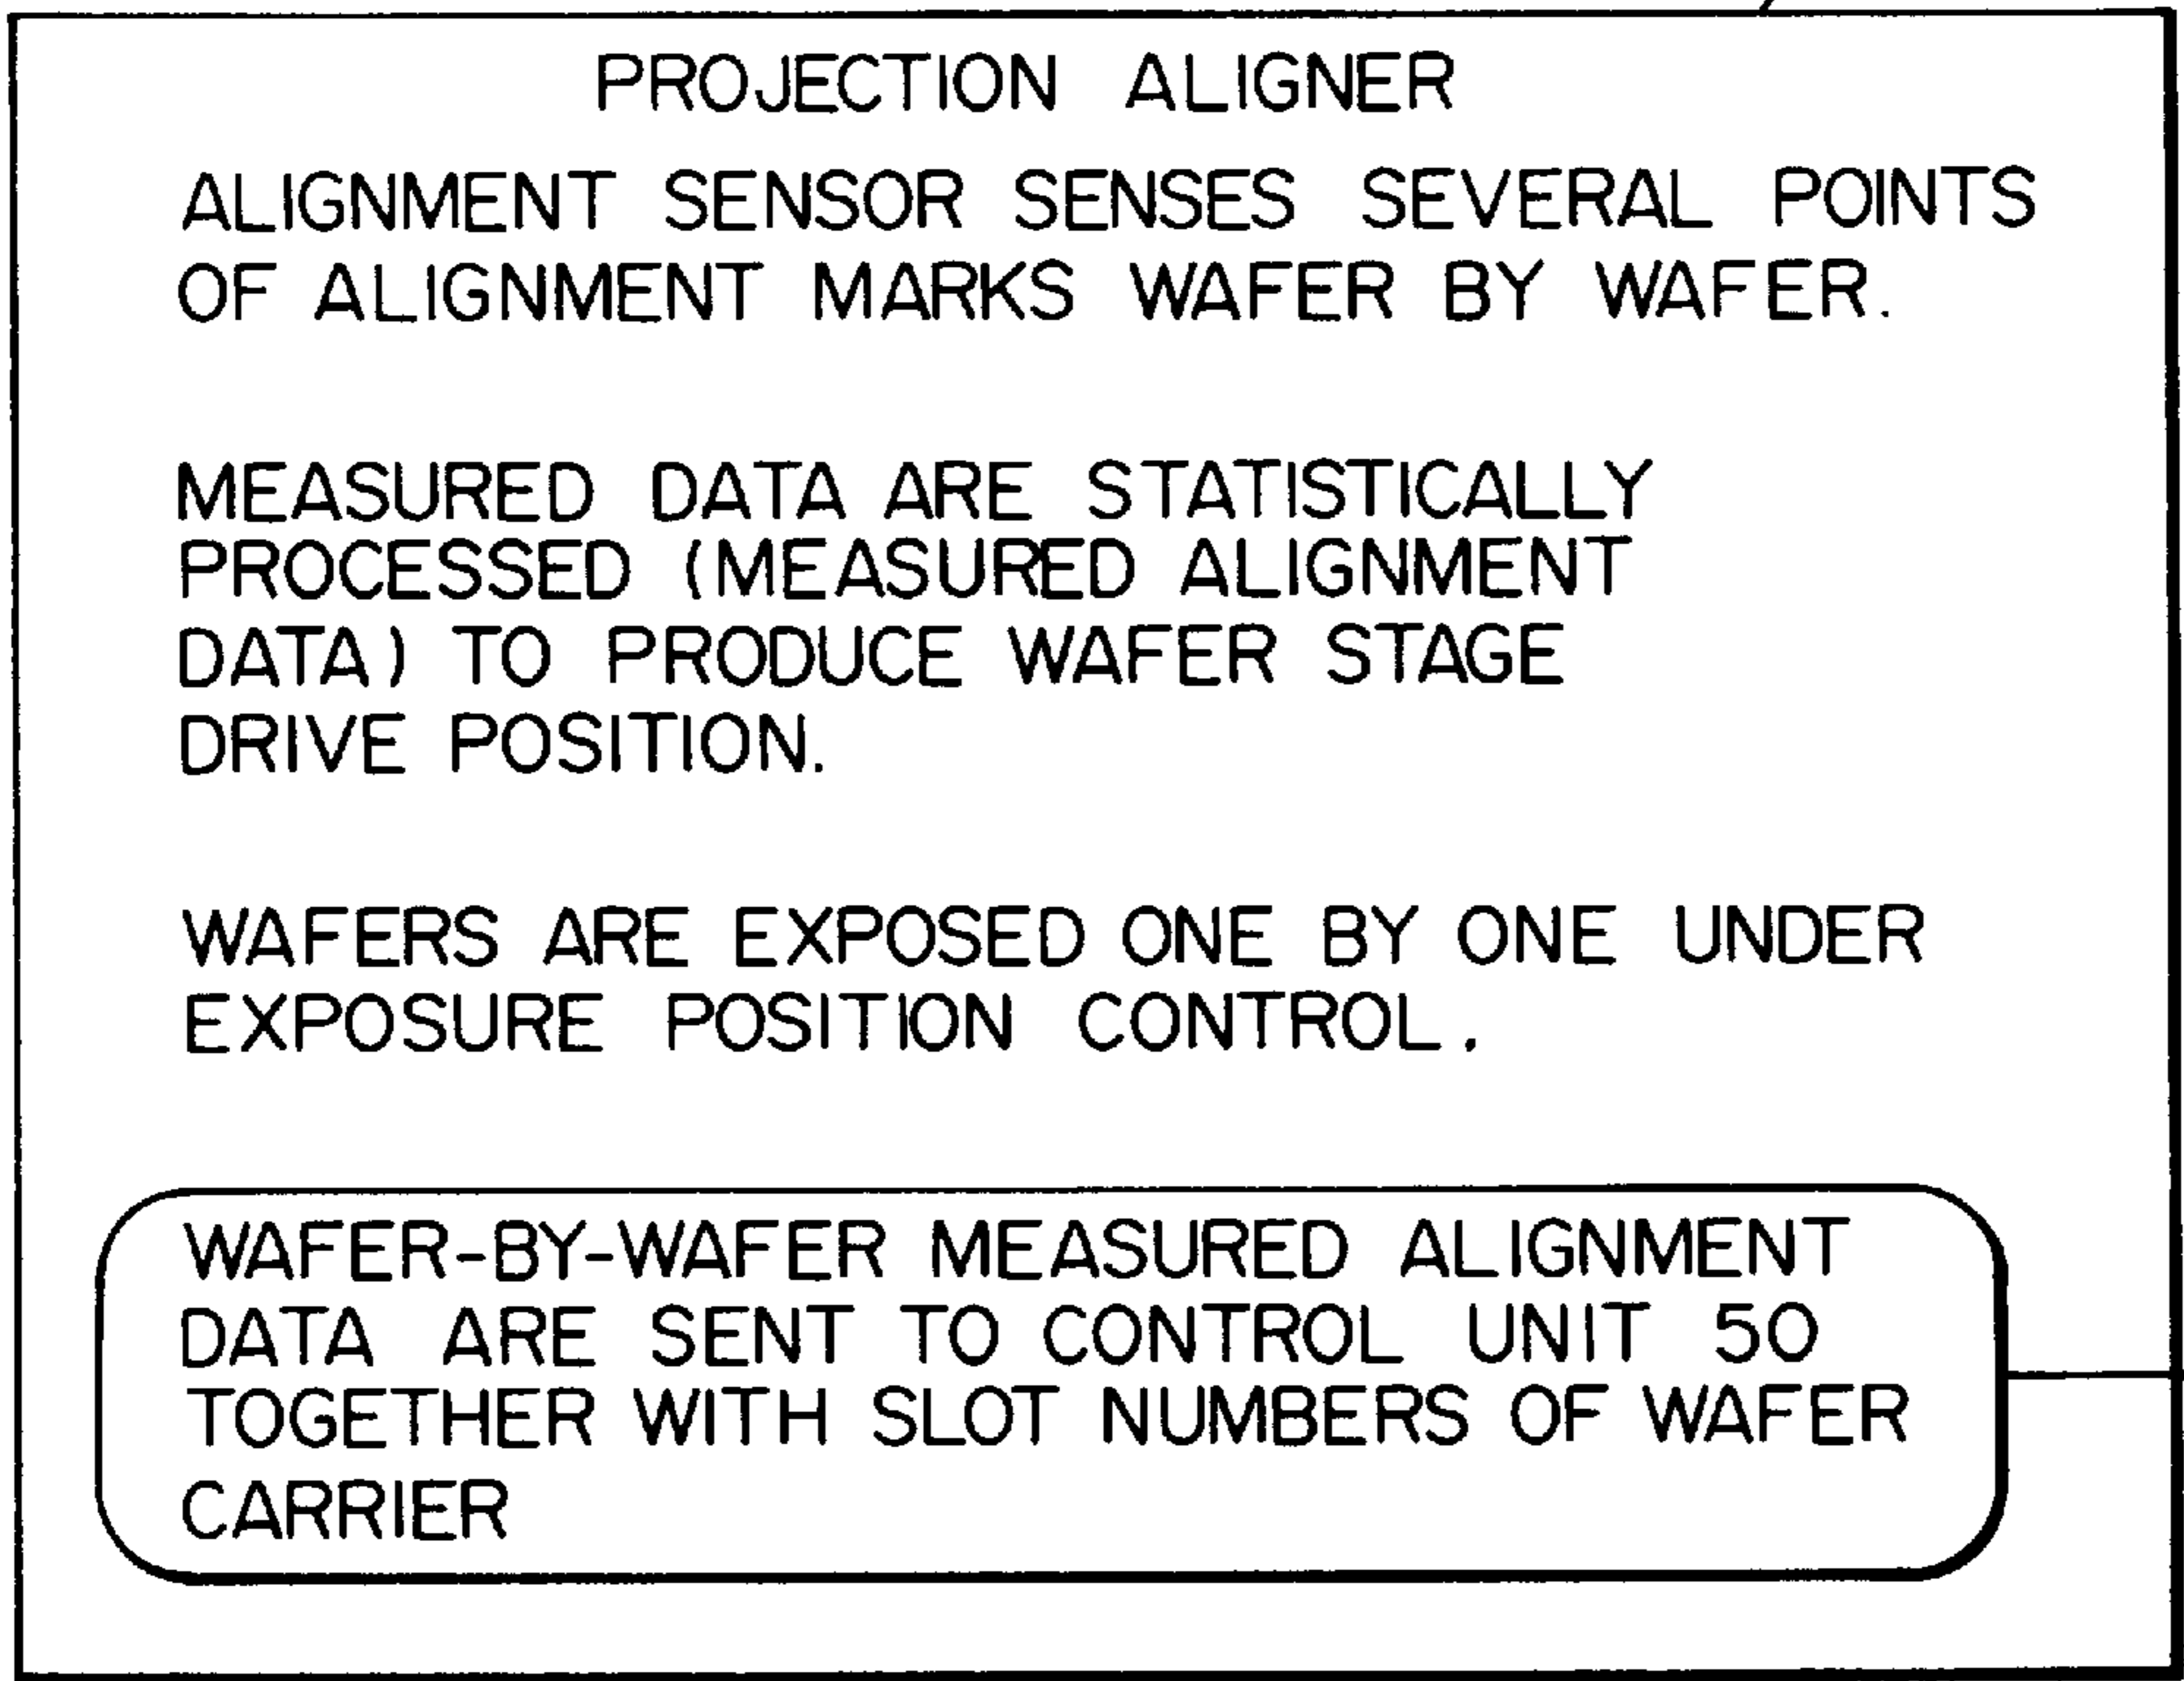 PROJECTION ALIGNER
ALIGNMENT SENSOR SENSES SEVERAL POINTS
OF ALIGNMENT MARKS WAFER BY WAFER.
MEASURED DATA ARE STATISTICALLY
PROCESSED (MEASURED ALIGNMENT
DATA) TO PRODUCE WAFER STAGE
DRIVE POSITION.
WAFERS ARE EXPOSED ONE BY ONE UNDER
EXPOSURE POSITION CONTROL.
WAFER-BY-WAFER MEASURED ALIGNMENT
DATA ARE SENT TO CONTROL UNIT 50
TOGETHER WITH SLOT NUMBERS OF WAFER
CARRIER